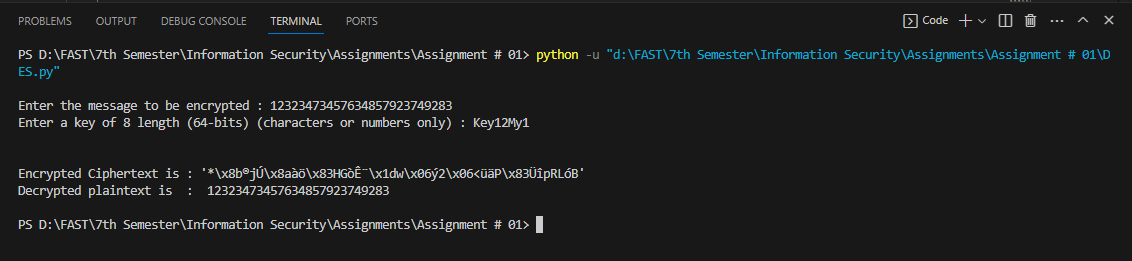 PROBLEMS OUTPUT DEBUG CONSOLE TERMINAL PORTS Code
PS D:\FAST\7th Semester\Information Security\Assignments\Assignment # 01> python -u "d:\FAST\7th Semester\Information Security\Assignments\Assignment # 01\D
ES.py"
Enter the message to be encrypted : 12323473457634857923749283
Enter a key of 8 length (64-bits) (characters or numbers only) : Key12My1
Encrypted Ciphertext is : '*\x8b®jÚ\x8aàö\x83HGòÊ¨\x1dw\x06ý2\x06<üäP\x83ÜîpRLóB'
Decrypted plaintext is  :  12323473457634857923749283
PS D:\FAST\7th Semester\Information Security\Assignments\Assignment # 01>